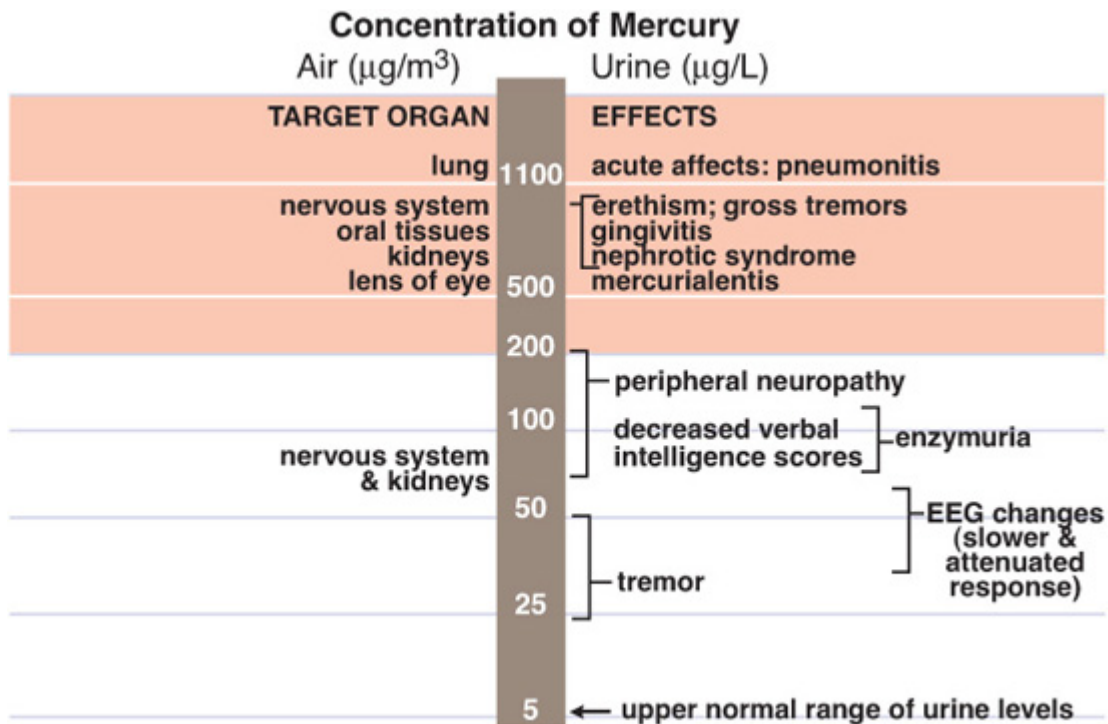 Concentration of Mercury
Air (µg/m³) Urine (µg/L)
TARGET ORGAN EFFECTS
lung 1100 acute affects: pneumonitis
nervous system erethism; gross tremors
oral tissues gingivitis
kidneys nephrotic syndrome
lens of eye 500 mercurialentis
200
peripheral neuropathy
100 decreased verbal enzymuria
nervous system intelligence scores
& kidneys
50 EEG changes
(slower &
attenuated
tremor response)
25
5 upper normal range of urine levels